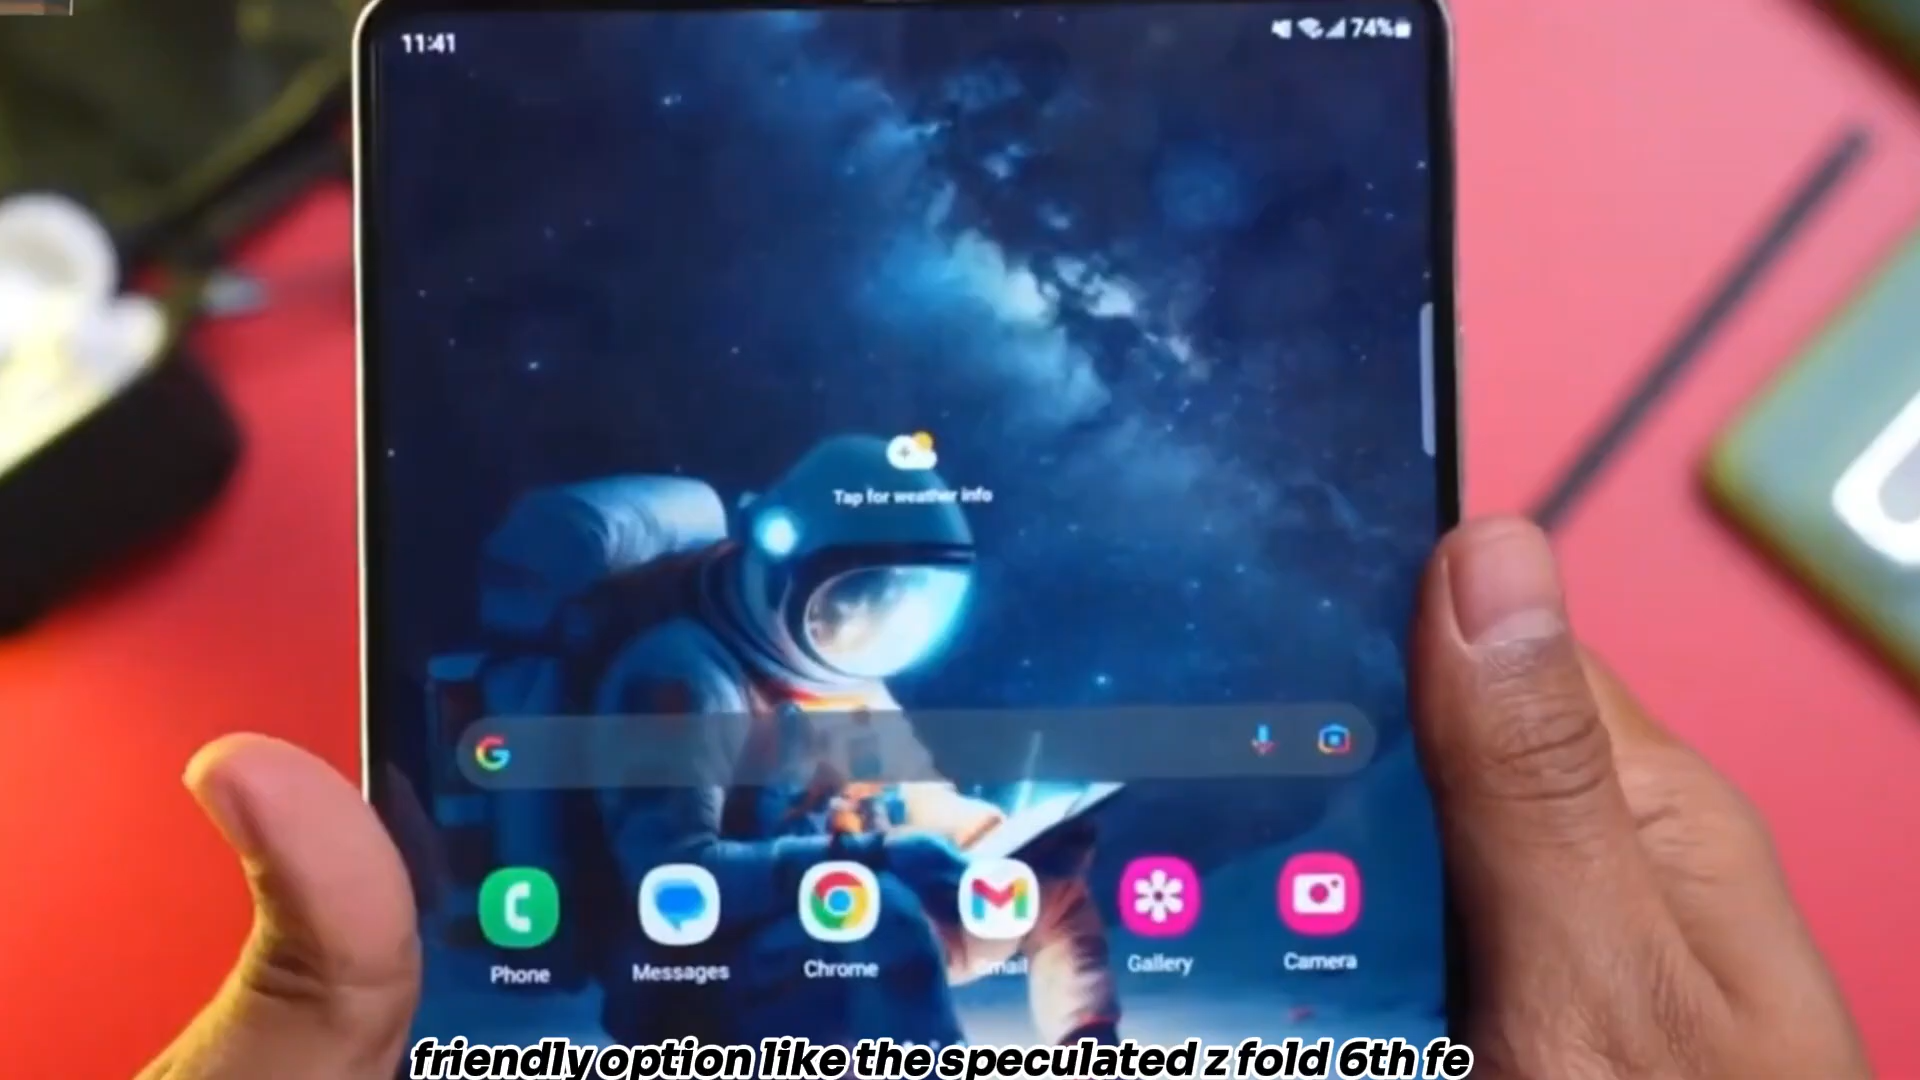 11:41
74%
Tap for weather info
G
Phone
Messages
Chrome
Gmail
Gallery
Camera
friendly option like the speculated z fold 6th fe